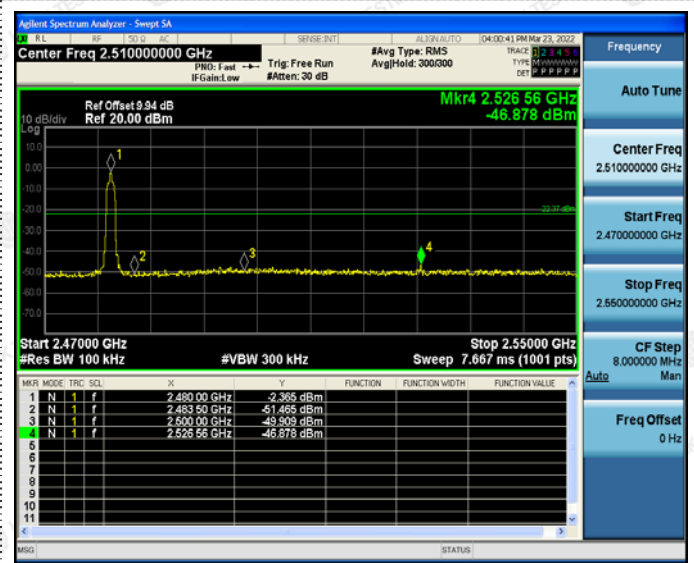 Agilent Spectrum Analyzer - Swept SA
RL RF 50 Ω AC SENSE:INT ALIGNAUTO 04:00:41 PM Mar 23, 2022
Center Freq 2.510000000 GHz
PNO: Fast
IFGain:Low
Trig: Free Run
#Atten: 30 dB
#Avg Type: RMS
Avg|Hold: 300/300
TRACE 1 2 3 4 5 6
TYPE M
DET P P P P P P
Frequency
Auto Tune
Center Freq
2.510000000 GHz
Start Freq
2.470000000 GHz
Stop Freq
2.550000000 GHz
CF Step
8.000000 MHz
Auto Man
Freq Offset
0 Hz
Mkr4 2.526 56 GHz
-46.878 dBm
Ref Offset 9.94 dB
Ref 20.00 dBm
10 dB/div
Log
10.0
0.00
-10.0
-20.0
-30.0
-40.0
-50.0
-60.0
-70.0
1
2
3
4
-22.37 dBm
Start 2.47000 GHz Stop 2.55000 GHz
#Res BW 100 kHz #VBW 300 kHz Sweep 7.667 ms (1001 pts)
MKR MODE TRC SCL X Y FUNCTION FUNCTION WIDTH FUNCTION VALUE
1 N 1 f 2.480 00 GHz -2.365 dBm
2 N 1 f 2.483 50 GHz -51.465 dBm
3 N 1 f 2.500 00 GHz -49.909 dBm
4 N 1 f 2.526 56 GHz -46.878 dBm
5
6
7
8
9
10
11
MSG STATUS